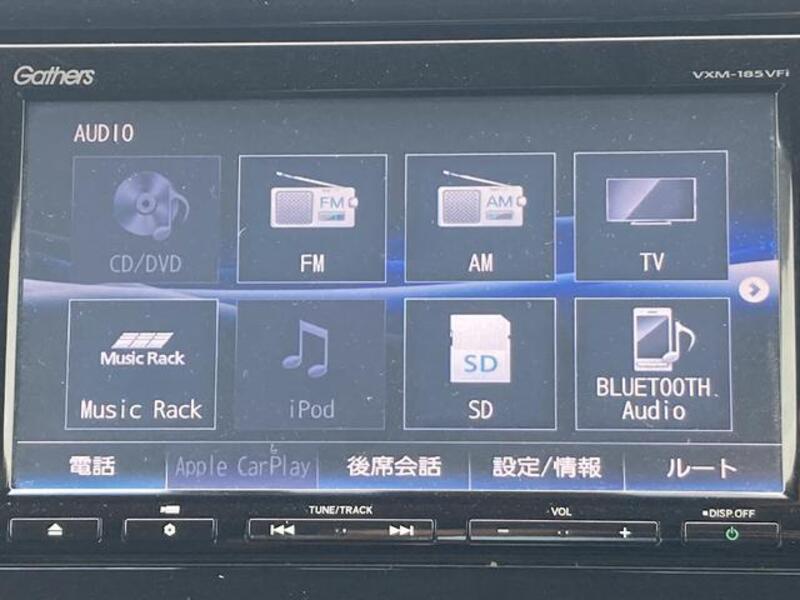 Gathers VXM-185VFi
AUDIO
FM AM
CD/DVD FM AM TV
Music Rack SD
Music Rack iPod SD BLUETOOTH
Audio
電話 Apple CarPlay 後席会話 設定/情報 ルート
TUNE/TRACK VOL DISP.OFF